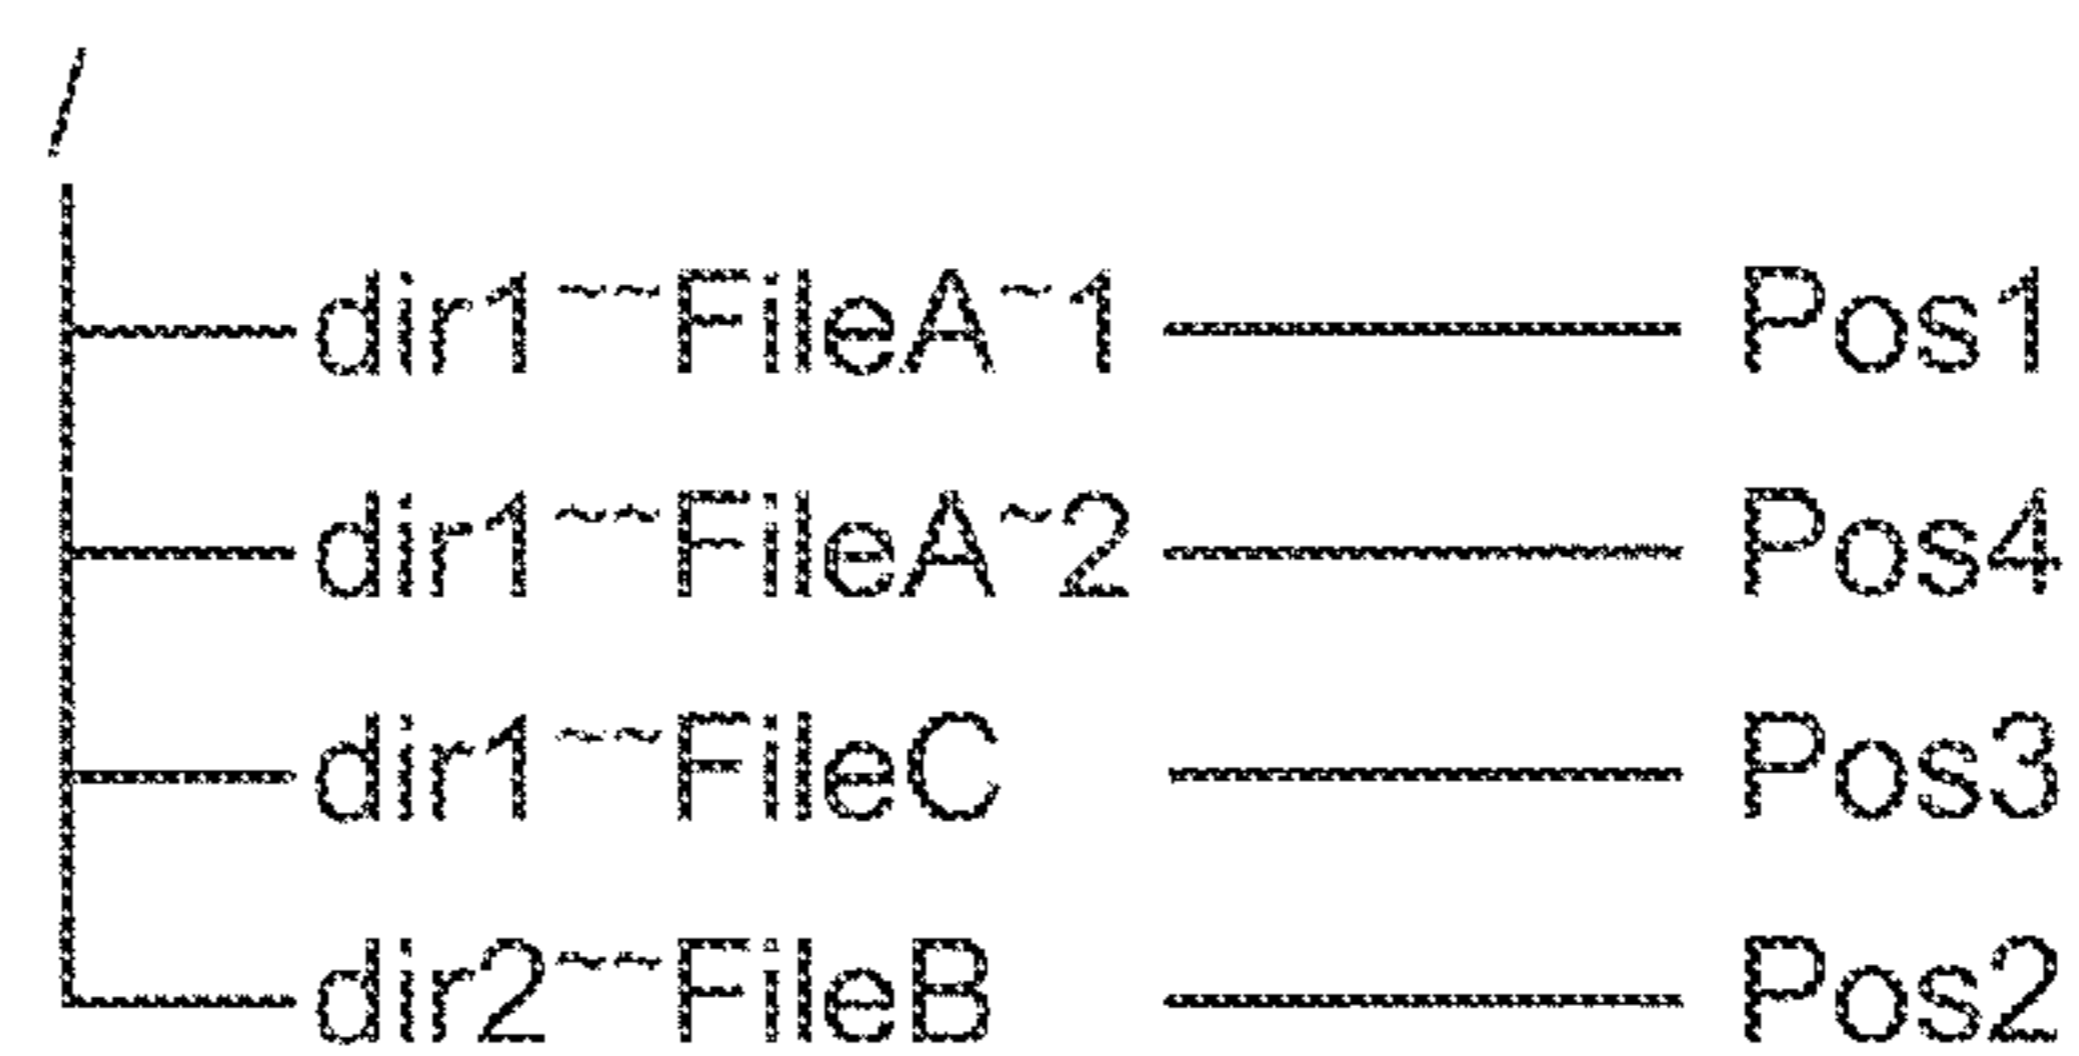 /
dir1~~FileA~1 Pos1
dir1~~FileA~2 Pos4
dir1~~FileC Pos3
dir2~~FileB Pos2